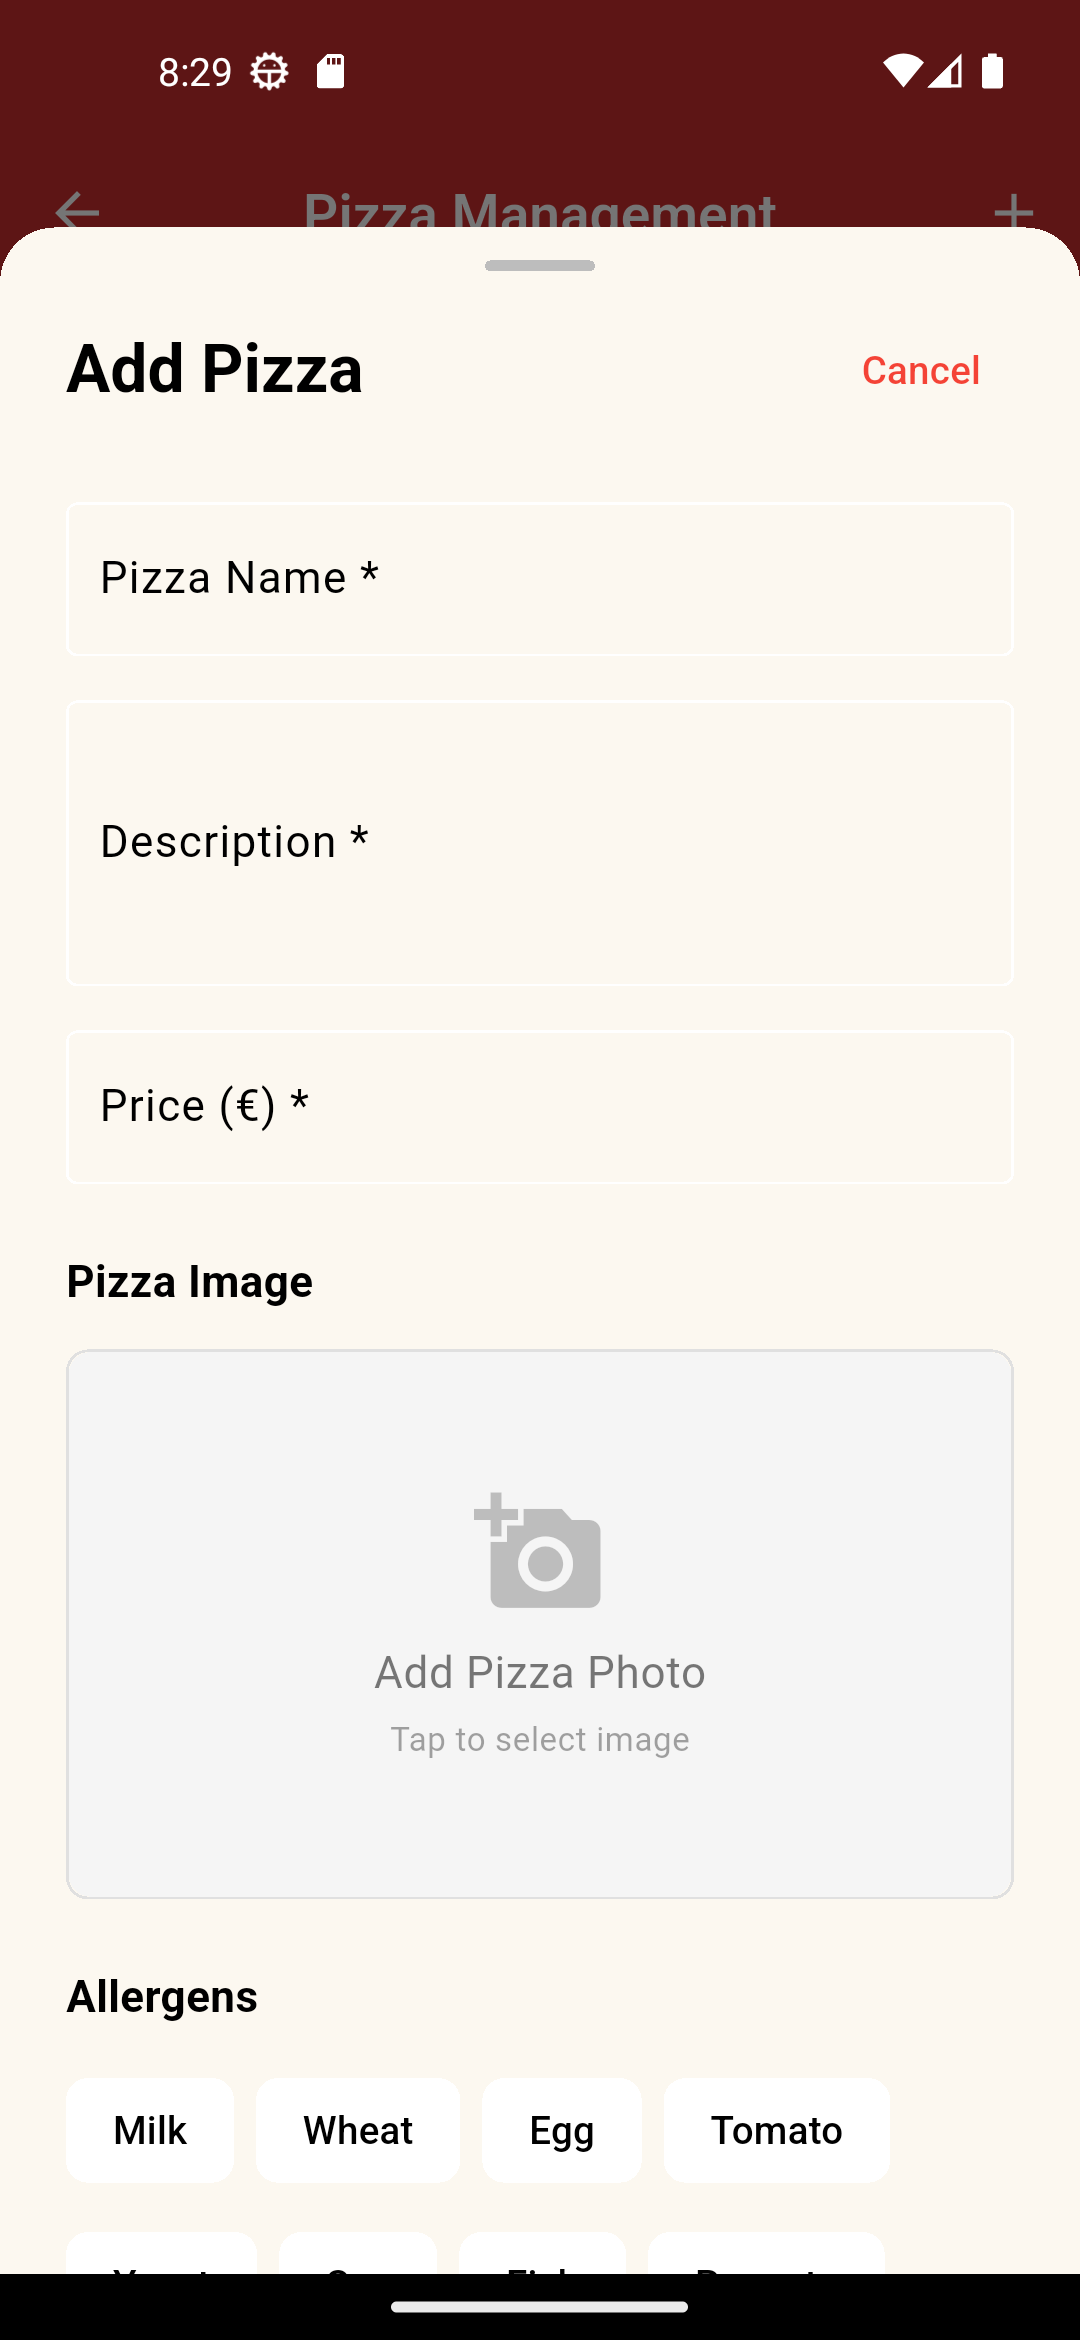 8:29
Pizza Management
Add Pizza
Cancel
Pizza Name *
Description *
Price (€) *
Pizza Image
Add Pizza Photo
Tap to select image
Allergens
Milk Wheat Egg Tomato